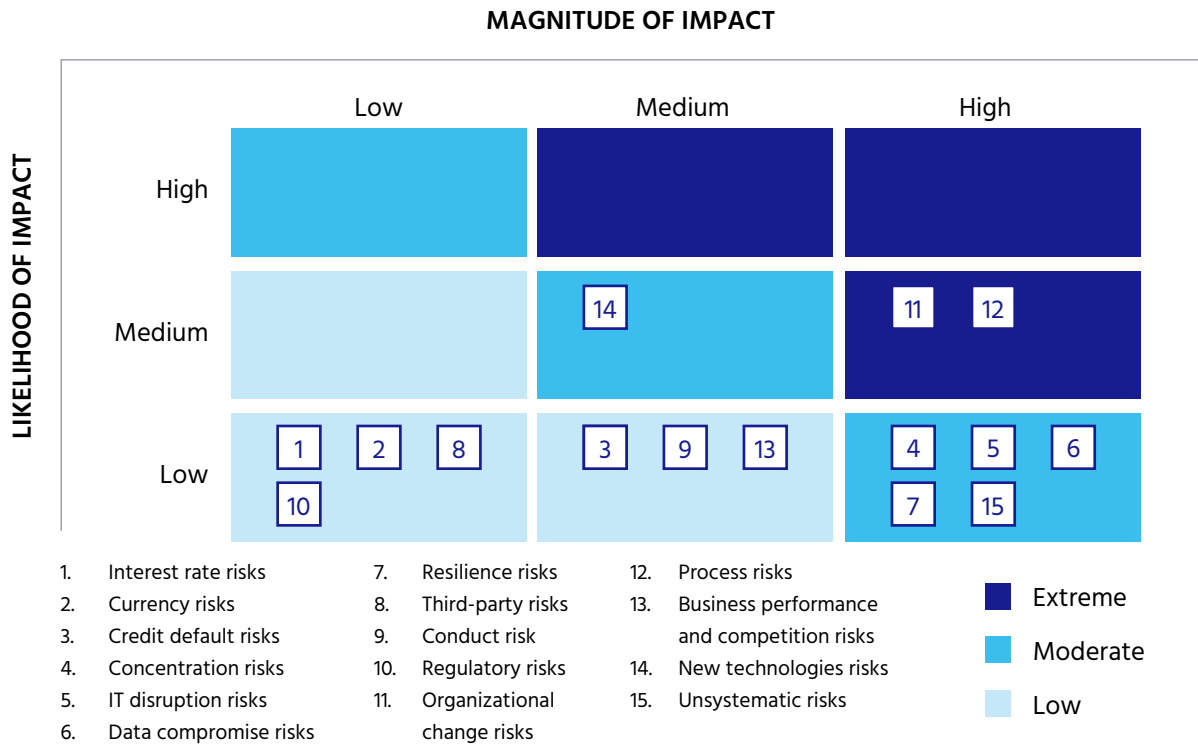 MAGNITUDE OF IMPACT
LIKELIHOOD OF IMPACT
Low
Medium
High
High
Medium
14
11
12
Low
1
2
8
3
9
13
4
5
6
10
7
15
1. Interest rate risks
2. Currency risks
3. Credit default risks
4. Concentration risks
5. IT disruption risks
6. Data compromise risks
7. Resilience risks
8. Third-party risks
9. Conduct risk
10. Regulatory risks
11. Organizational
change risks
12. Process risks
13. Business performance
and competition risks
14. New technologies risks
15. Unsystematic risks
Extreme
Moderate
Low